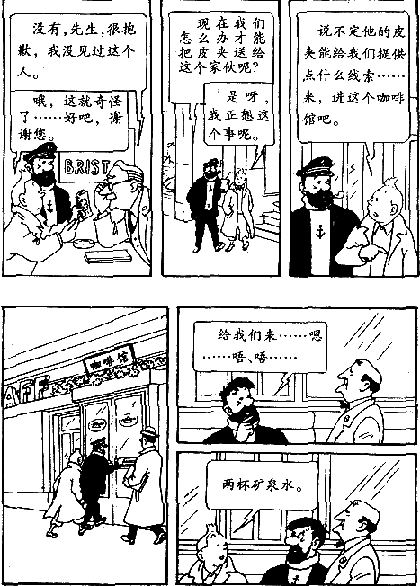 没有,先生,很抱
歉,我没见过这个
人。
哦,这就奇怪
了……好吧,谢
谢您。
BRIST
现在我们
怎么办才能
把皮夹送给
这个家伙呢?
是呀,
我正想这
个事呢。
说不定他的皮
夹能给我们提供
点什么线索……
来,进这个咖啡
馆吧。
咖啡馆
AFF
给我们来……嗯
……唔,唔……
两杯矿泉水。